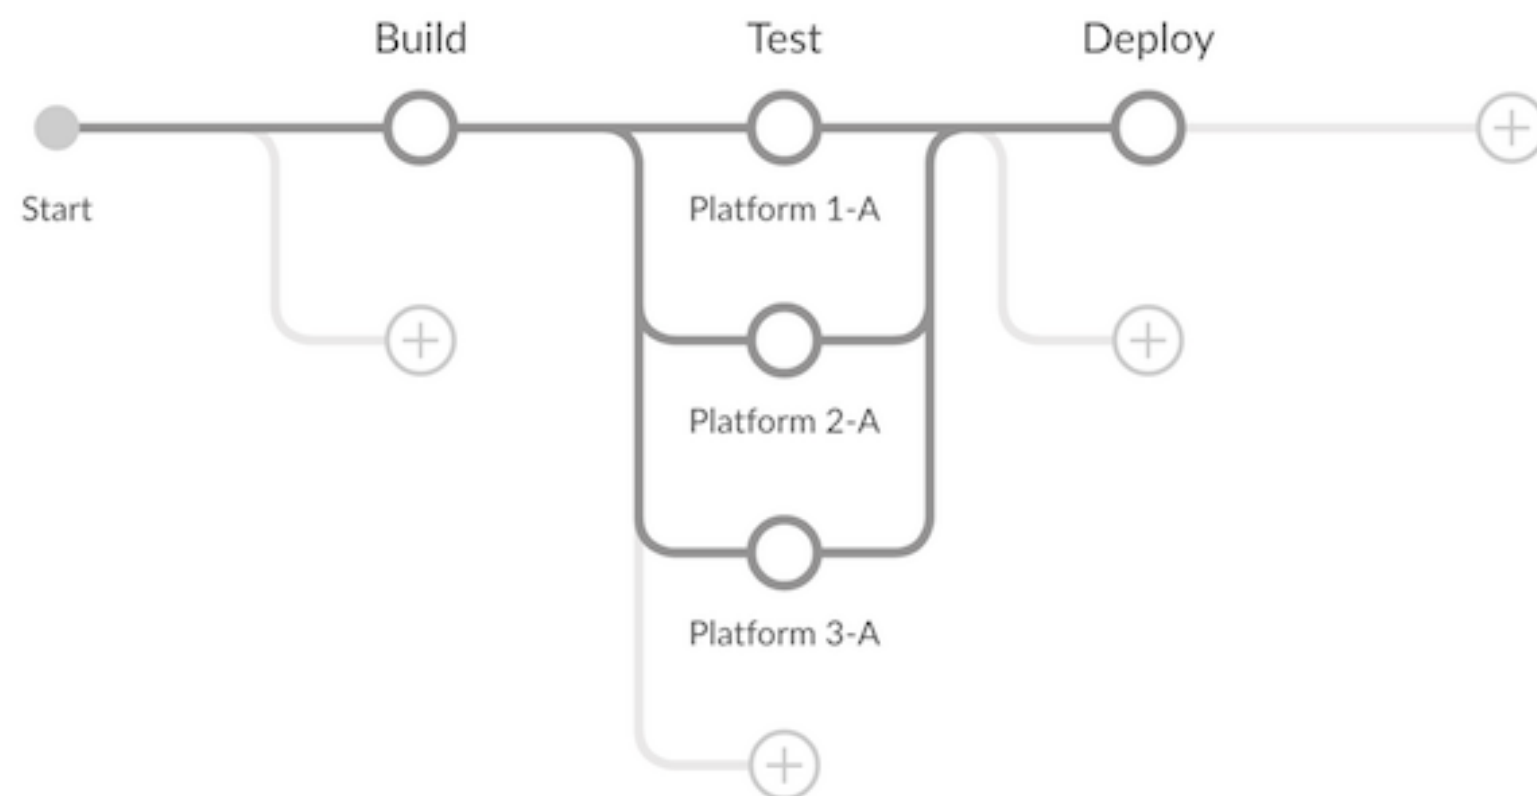 Build Test Deploy
Start
Platform 1-A
Platform 2-A
Platform 3-A